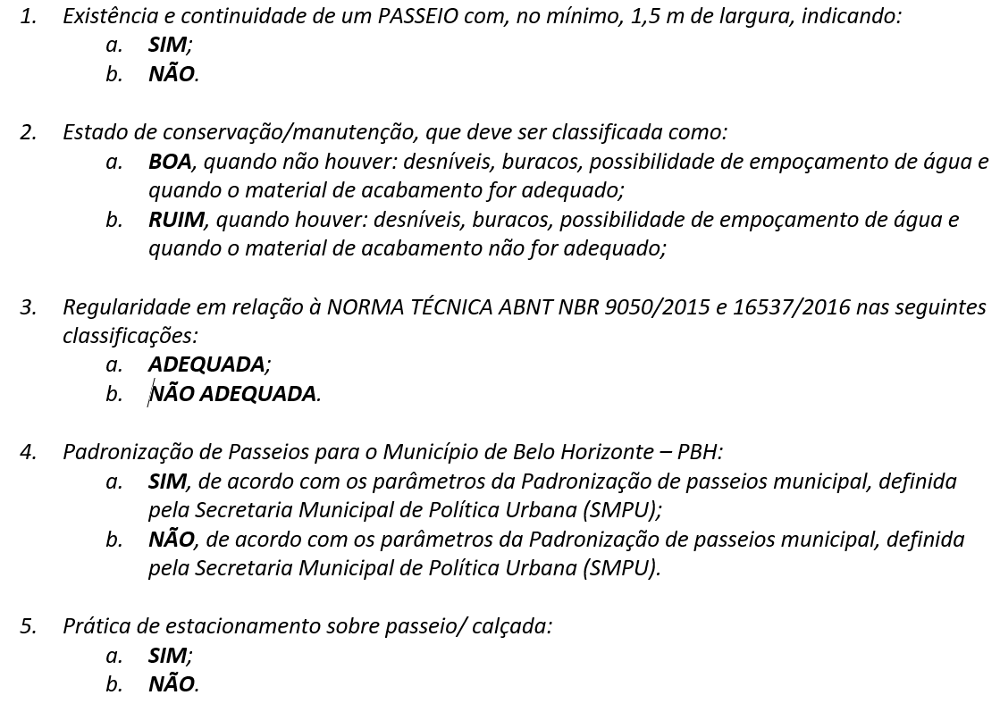 1. Existência e continuidade de um PASSEIO com, no mínimo, 1,5 m de largura, indicando:
a. SIM;
b. NÃO.
2. Estado de conservação/manutenção, que deve ser classificada como:
a. BOA, quando não houver: desníveis, buracos, possibilidade de empoçamento de água e
quando o material de acabamento for adequado;
b. RUIM, quando houver: desníveis, buracos, possibilidade de empoçamento de água e
quando o material de acabamento não for adequado;
3. Regularidade em relação à NORMA TÉCNICA ABNT NBR 9050/2015 e 16537/2016 nas seguintes
classificações:
a. ADEQUADA;
b. NÃO ADEQUADA.
4. Padronização de Passeios para o Município de Belo Horizonte – PBH:
a. SIM, de acordo com os parâmetros da Padronização de passeios municipal, definida
pela Secretaria Municipal de Política Urbana (SMPU);
b. NÃO, de acordo com os parâmetros da Padronização de passeios municipal, definida
pela Secretaria Municipal de Política Urbana (SMPU).
5. Prática de estacionamento sobre passeio/ calçada:
a. SIM;
b. NÃO.